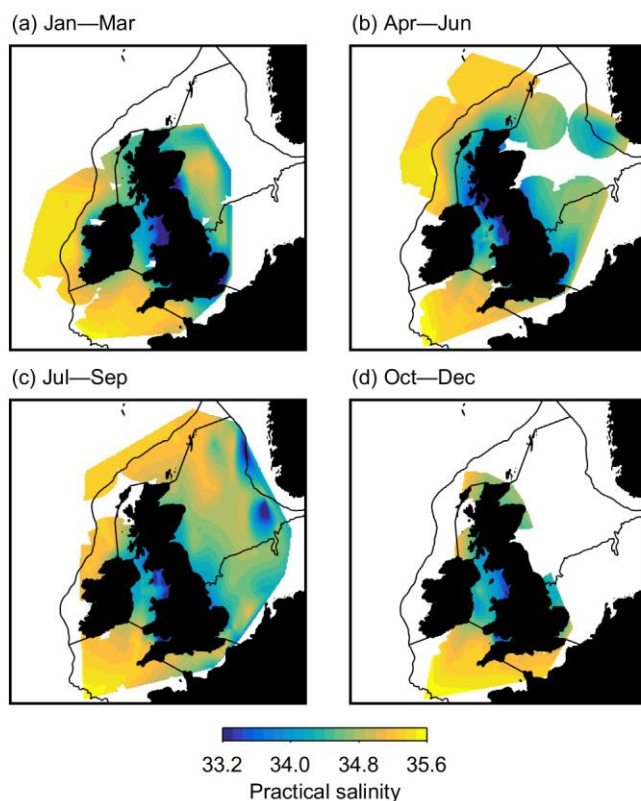 (a) Jan—Mar
(b) Apr—Jun
(c) Jul—Sep
(d) Oct—Dec
33.2 34.0 34.8 35.6
Practical salinity